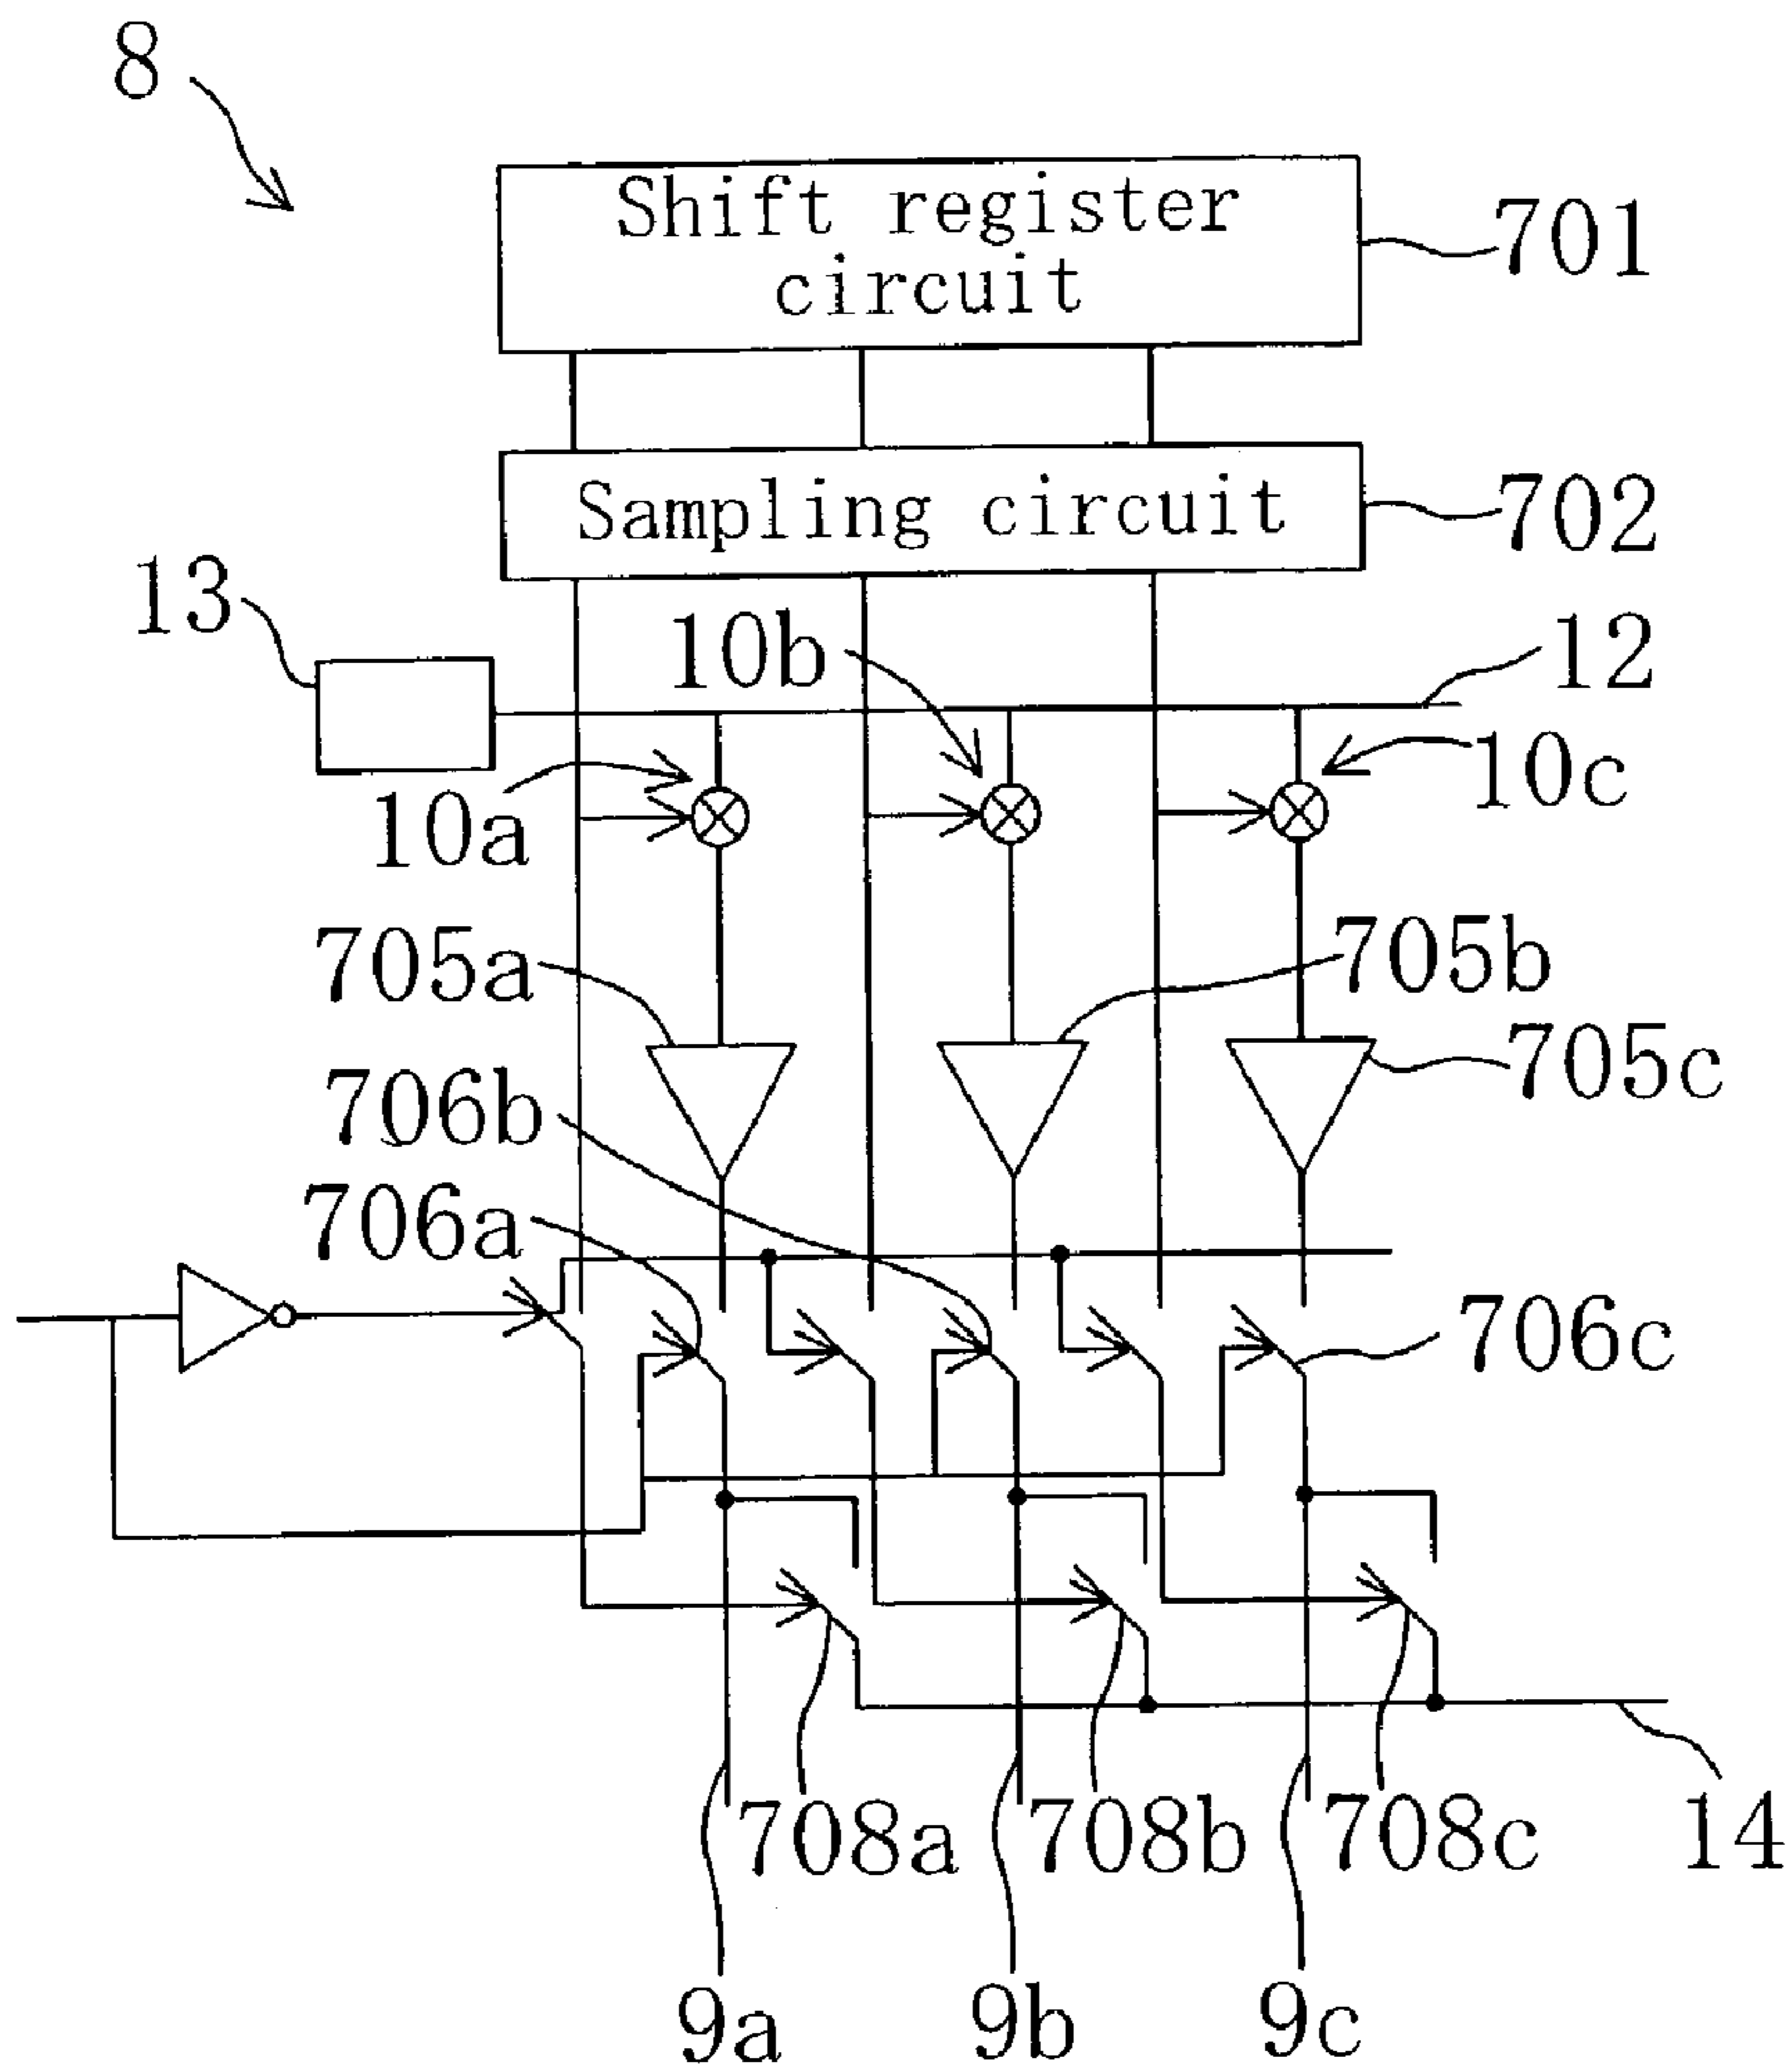 8
Shift register
circuit
701
Sampling circuit
702
13
10b
12
10a
10c
705a
705b
705c
706b
706a
706c
708a
708b
708c
14
9a
9b
9c